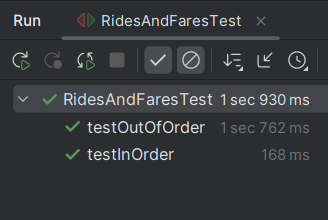 Run RidesAndFaresTest
RidesAndFaresTest 1 sec 930 ms
testOutOfOrder 1 sec 762 ms
testInOrder 168 ms